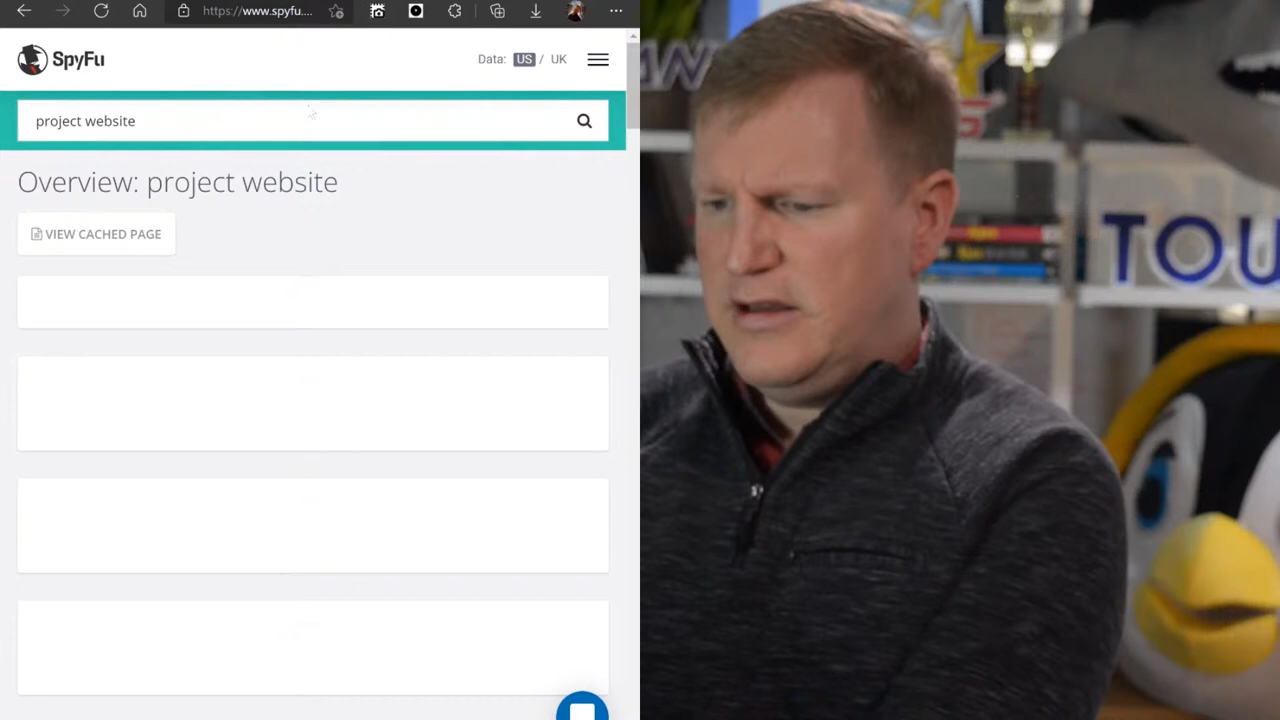 https://www.spyfu....
SpyFu
Data: US / UK
project website
Overview: project website
VIEW CACHED PAGE
TOU